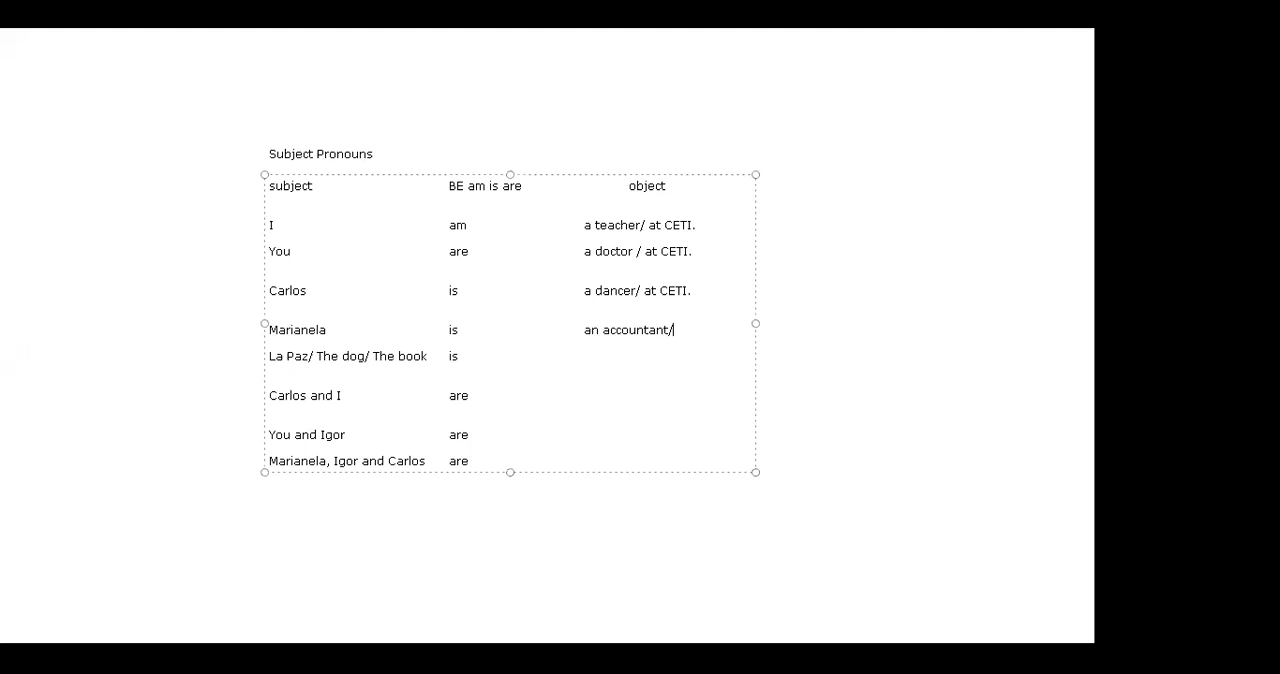 Subject Pronouns
subject BE am is are object
I am a teacher/ at CETI.
You are a doctor / at CETI.
Carlos is a dancer/ at CETI.
Marianela is an accountant/
La Paz/ The dog/ The book is
Carlos and I are
You and Igor are
Marianela, Igor and Carlos are